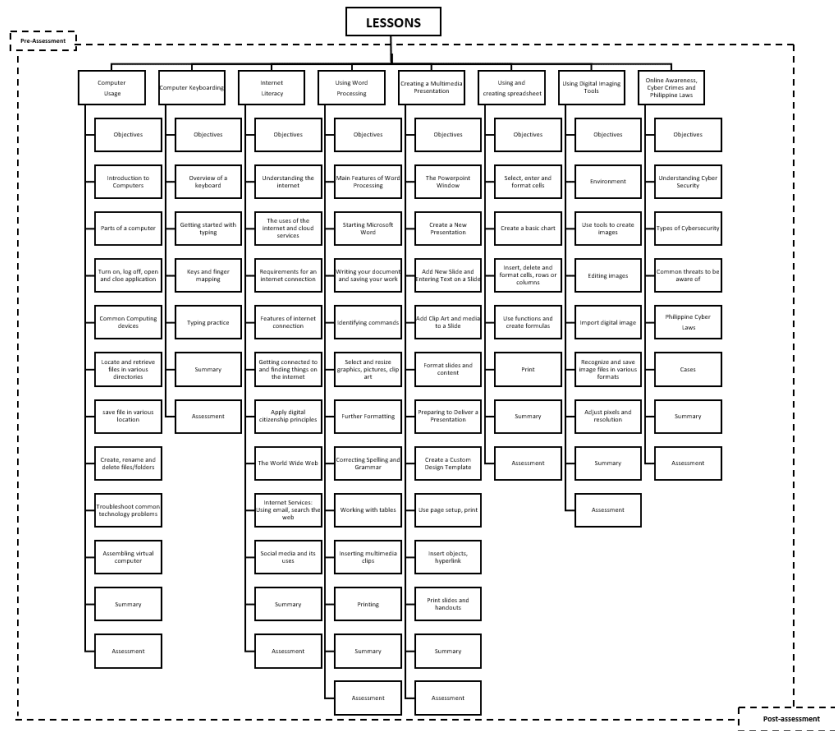 LESSONS
Pre-Assessment
Computer
Usage
Objectives
Introduction to
Computers
Parts of a computer
Turn on, log off, open
and cloe application
Common Computing
devices
Locate and retrieve
files in various
directories
save file in various
location
Create, rename and
delete files/folders
Troubleshoot common
technology problems
Assembling virtual
computer
Summary
Assessment
Computer Keyboarding
Objectives
Overview of a
keyboard
Getting started with
typing
Keys and finger
mapping
Typing practice
Summary
Assessment
Internet
Literacy
Objectives
Understanding the
internet
The uses of the
internet and cloud
services
Requirements for an
internet connection
Features of internet
connection
Getting connected to
and finding things on
the internet
Apply digital
citizenship principles
The World Wide Web
Internet Services:
Using email, search the
web
Social media and its
uses
Summary
Assessment
Using Word
Processing
Objectives
Main Features of Word
Processing
Starting Microsoft
Word
Writing your document
and saving your work
Identifying commands
Select and resize
graphics, pictures, clip
art
Further Formatting
Correcting Spelling and
Grammar
Working with tables
Inserting multimedia
clips
Printing
Summary
Assessment
Creating a Multimedia
Presentation
Objectives
The Powerpoint
Window
Create a New
Presentation
Add New Slide and
Entering Text on a Slide
Add Clip Art and media
to a Slide
Format slides and
content
Preparing to Deliver a
Presentation
Create a Custom
Design Template
Use page setup, print
Insert objects,
hyperlink
Print slides and
handouts
Summary
Assessment
Using and
creating spreadsheet
Objectives
Select, enter and
format cells
Create a basic chart
Insert, delete and
format cells, rows or
columns
Use functions and
create formulas
Print
Summary
Assessment
Using Digital Imaging
Tools
Objectives
Environment
Use tools to create
images
Editing images
Import digital image
Recognize and save
image files in various
formats
Adjust pixels and
resolution
Summary
Assessment
Online Awareness,
Cyber Crimes and
Philippine Laws
Objectives
Understanding Cyber
Security
Types of Cybersecurity
Common threats to be
aware of
Philippine Cyber
Laws
Cases
Summary
Assessment
Post-assessment